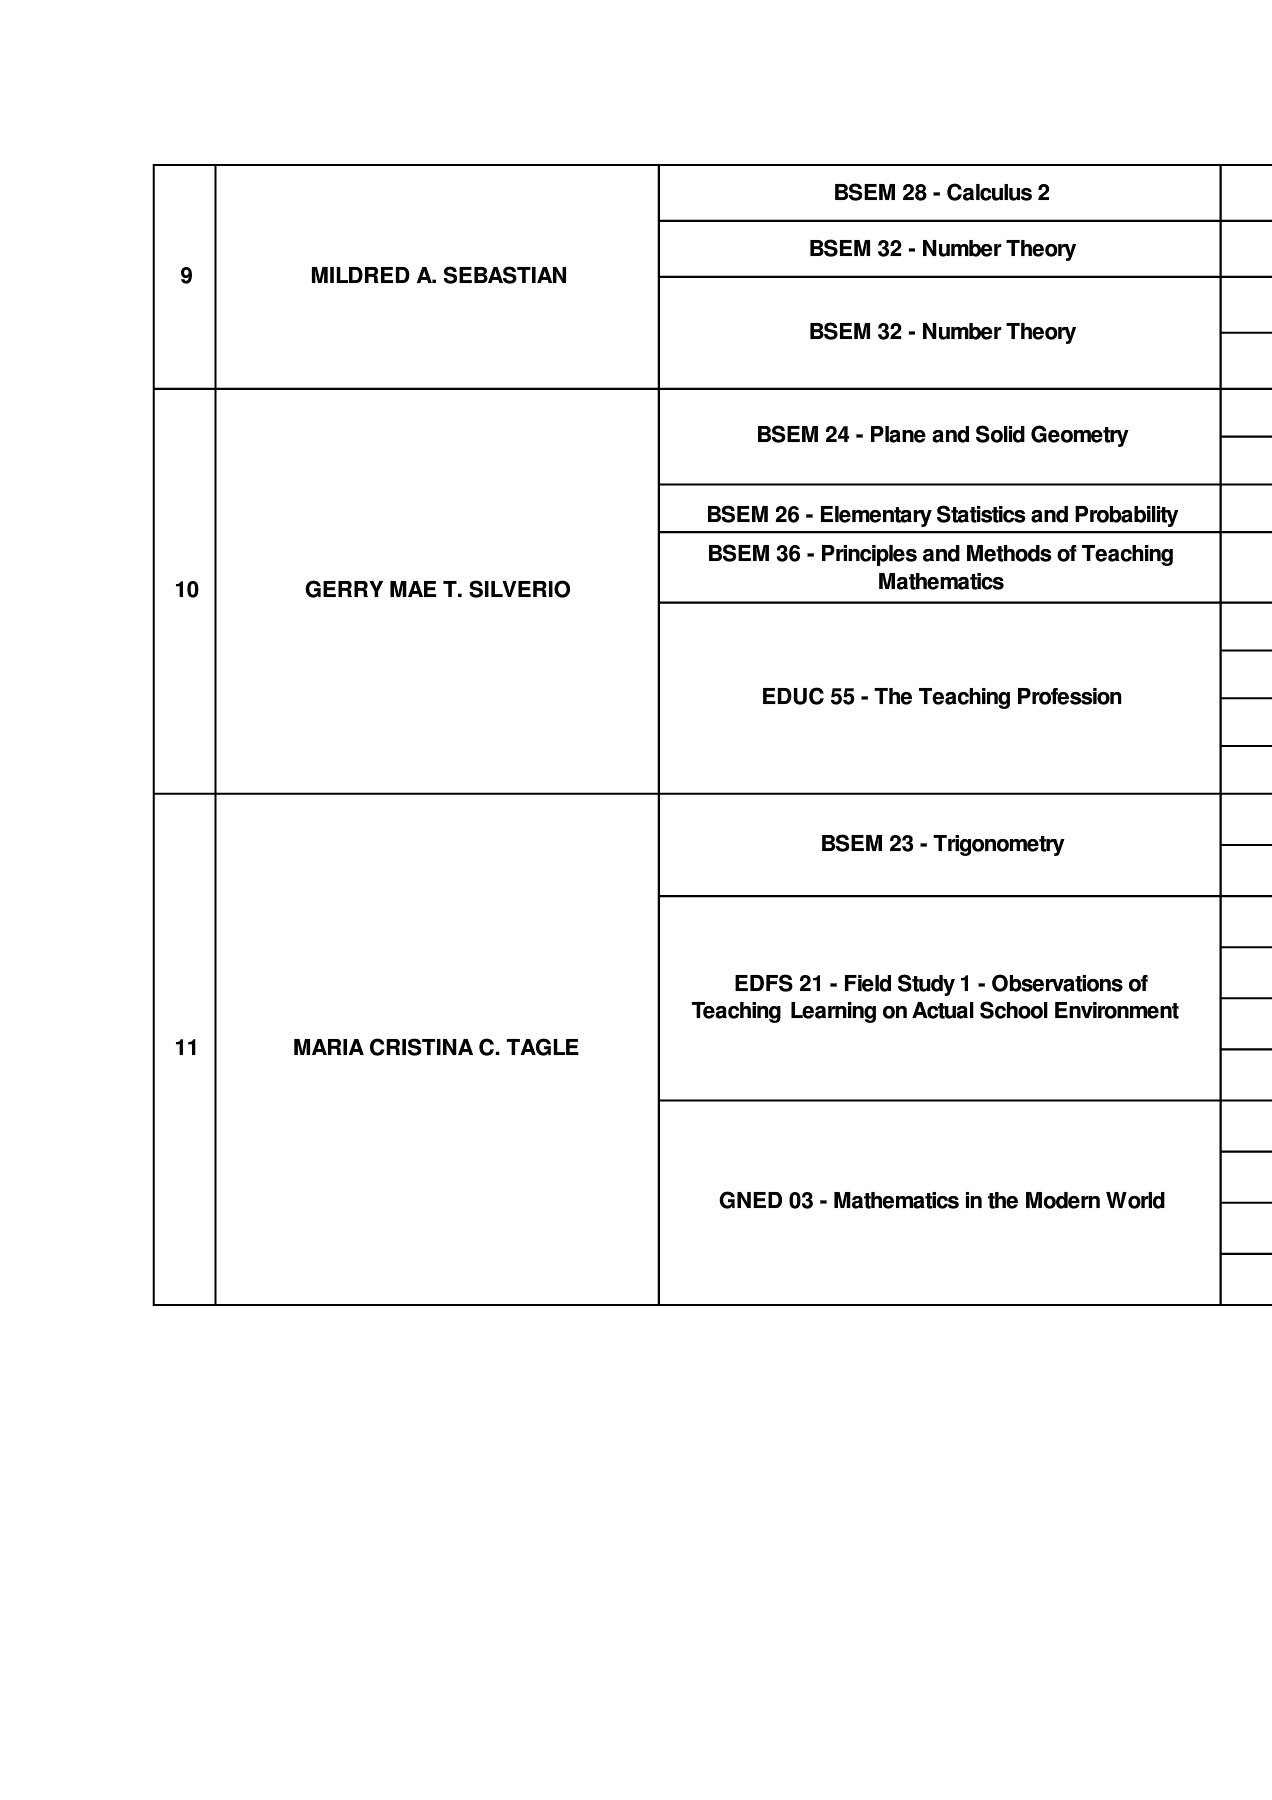 BSEM 28 - Calculus 2
BSEM 32 - Number Theory
9
MILDRED A. SEBASTIAN
BSEM 32 - Number Theory
BSEM 24 - Plane and Solid Geometry
BSEM 26 - Elementary Statistics and Probability
BSEM 36 - Principles and Methods of Teaching
Mathematics
10
GERRY MAE T. SILVERIO
EDUC 55 - The Teaching Profession
BSEM 23 - Trigonometry
EDFS 21 - Field Study 1 - Observations of
Teaching Learning on Actual School Environment
11
MARIA CRISTINA C. TAGLE
GNED 03 - Mathematics in the Modern World